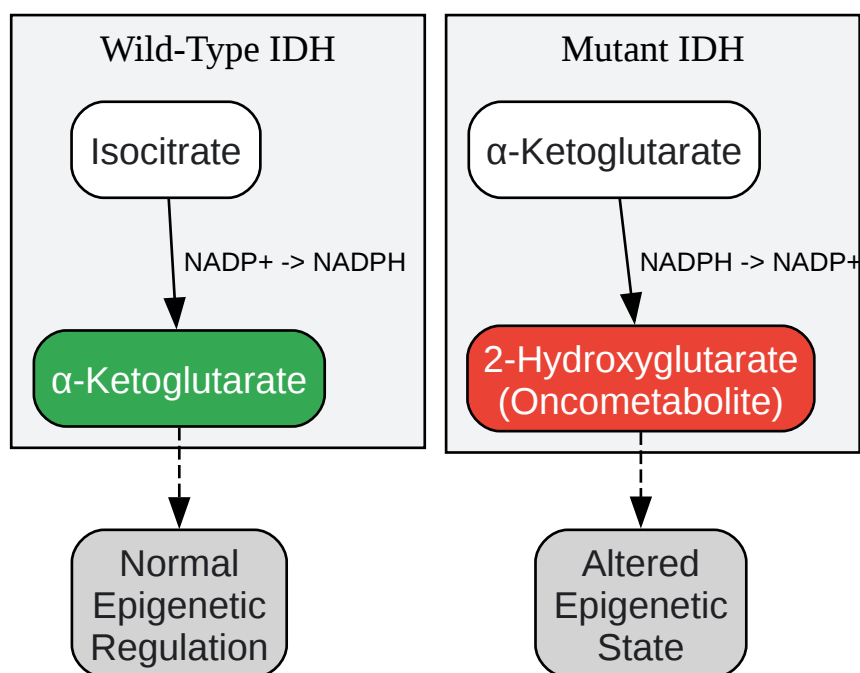 Wild-Type IDH
Isocitrate
NADP+ -> NADPH
α-Ketoglutarate
Normal
Epigenetic
Regulation
Mutant IDH
α-Ketoglutarate
NADPH -> NADP+
2-Hydroxyglutarate
(Oncometabolite)
Altered
Epigenetic
State